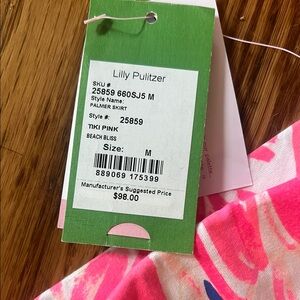 Lilly Pulitzer
SKU #
25859 660SJ5 M
Style Name:
PALMER SKIRT
Style #: 25859
TIKI PINK
BEACH BLISS
Size: M
889069 175399
Manufacturer's Suggested Price
$98.00